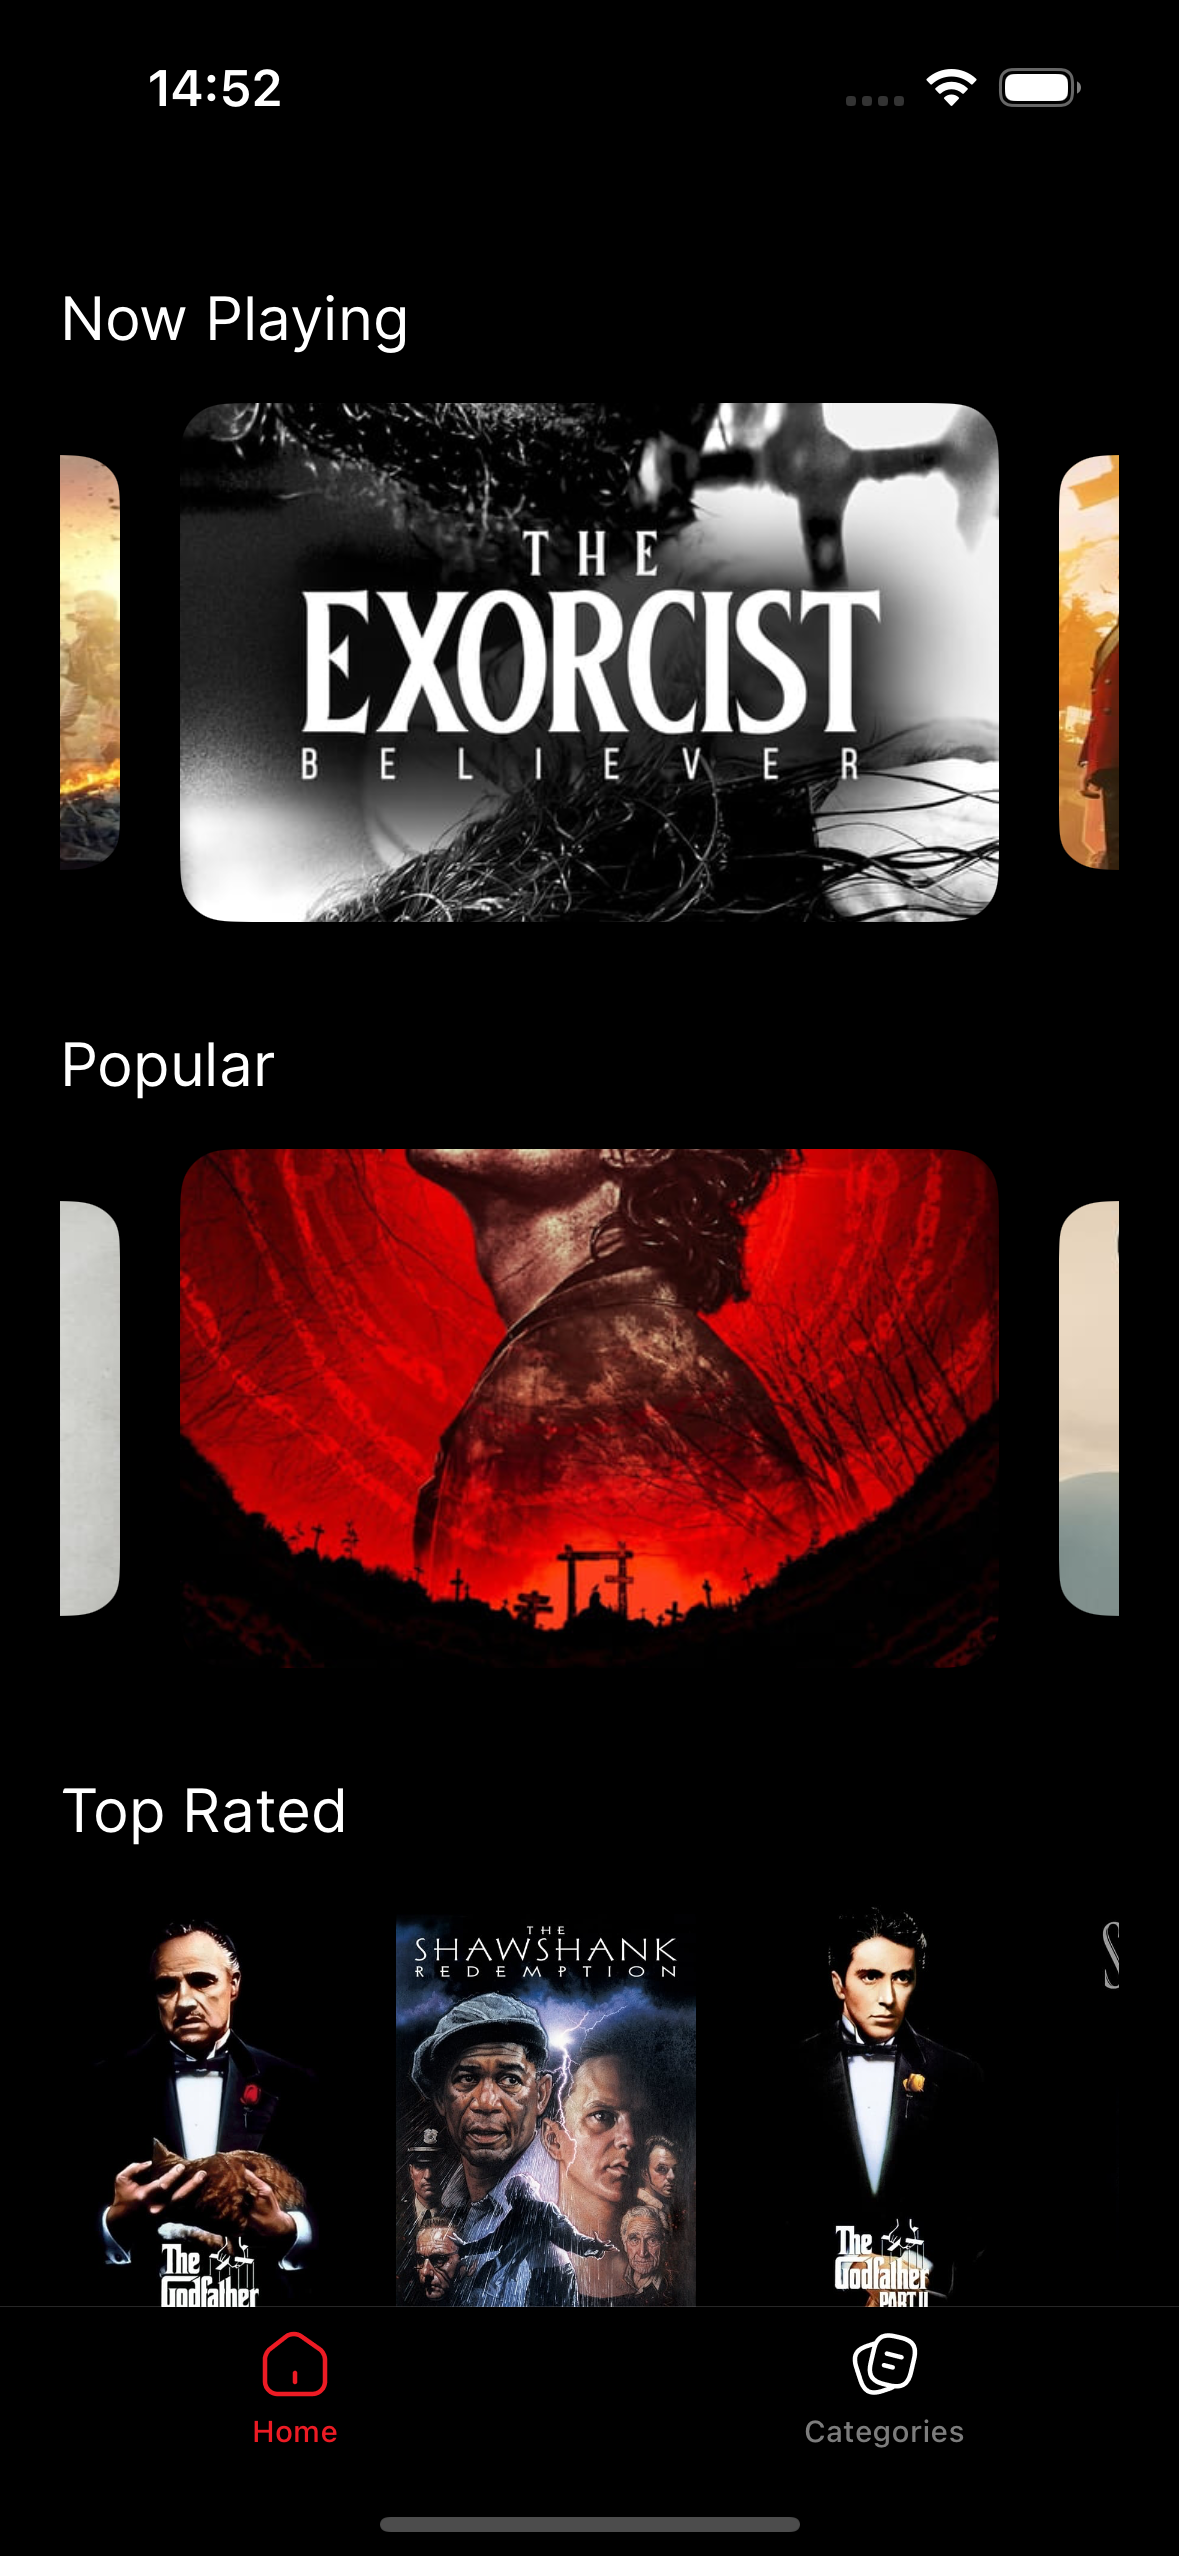 14:52
Now Playing
THE
EXORCIST
BELIEVER
Popular
Top Rated
THE
SHAWSHANK
REDEMPTION
The
Godfather
The
Godfather
PART II
Home
Categories